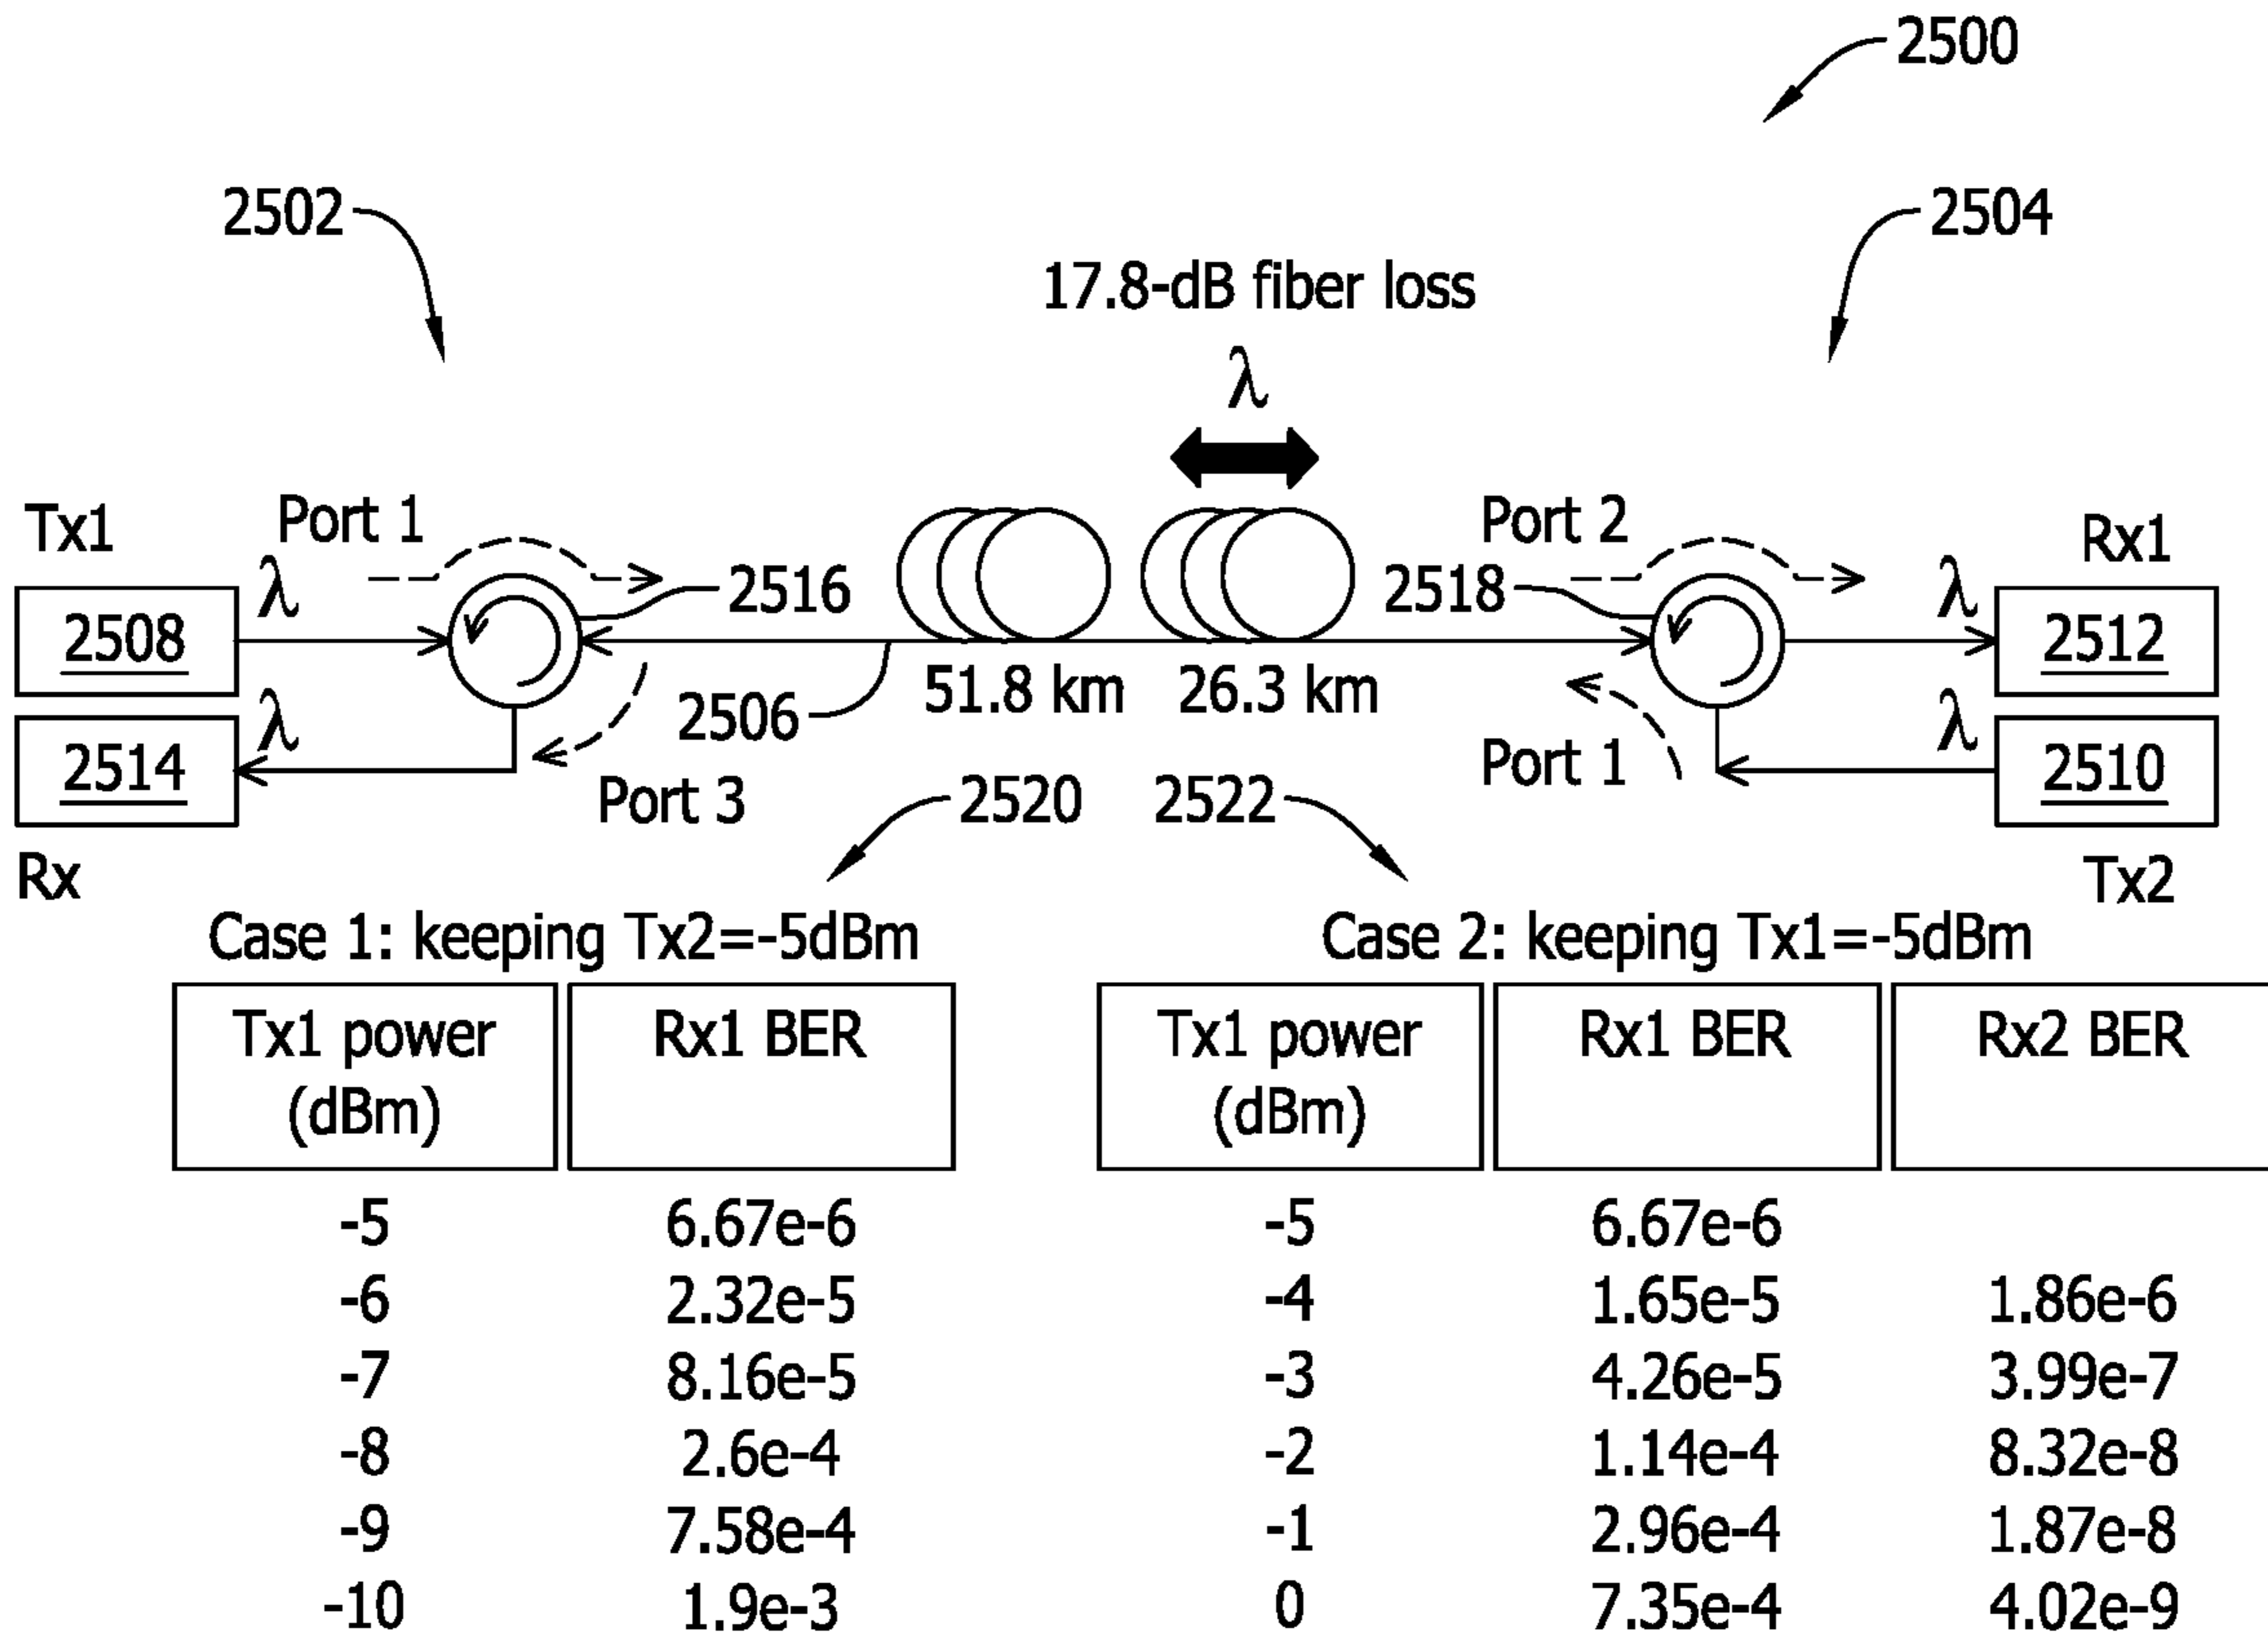 2500
2502
2504
17.8-dB fiber loss
λ
Tx1
Port 1
Port 2
Rx1
λ
2516
2518
λ
2508
2512
λ
2506
51.8 km
26.3 km
λ
2514
Port 3
2520
2522
Port 1
2510
Rx
Tx2
Case 1: keeping Tx2=-5dBm
Case 2: keeping Tx1=-5dBm
Tx1 power (dBm) Rx1 BER
-5 6.67e-6
-6 2.32e-5
-7 8.16e-5
-8 2.6e-4
-9 7.58e-4
-10 1.9e-3
Tx1 power (dBm) Rx1 BER Rx2 BER
-5 6.67e-6
-4 1.65e-5 1.86e-6
-3 4.26e-5 3.99e-7
-2 1.14e-4 8.32e-8
-1 2.96e-4 1.87e-8
0 7.35e-4 4.02e-9